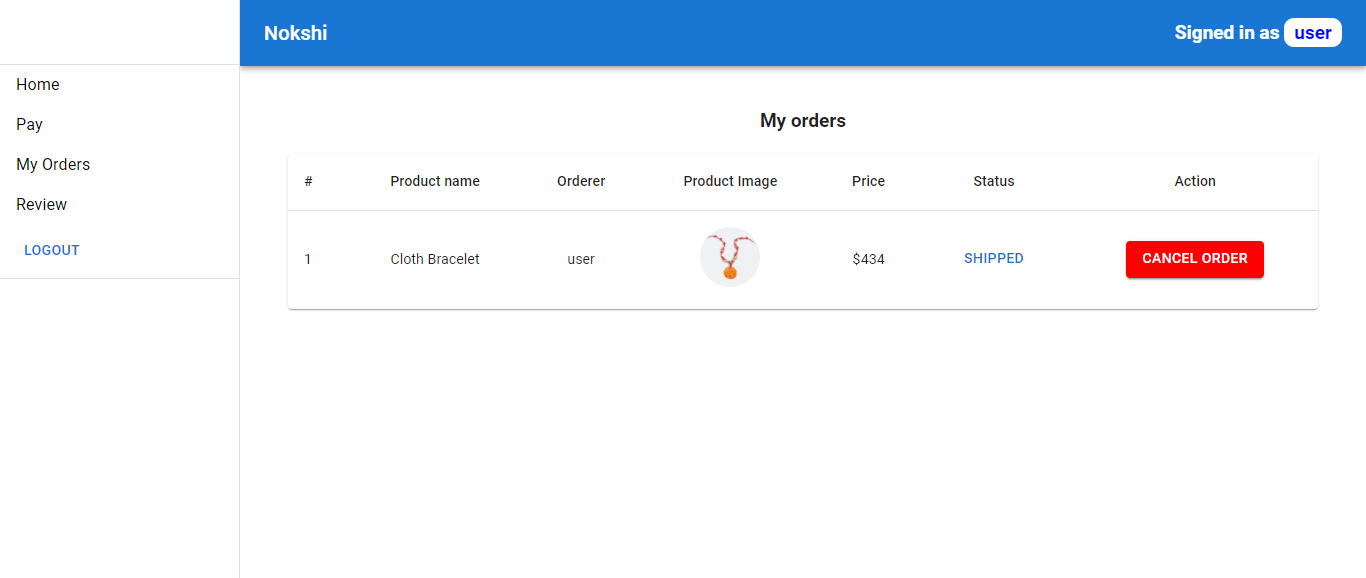 Nokshi
Signed in as user
Home
Pay
My Orders
Review
LOGOUT
My orders
# Product name Orderer Product Image Price Status Action
1 Cloth Bracelet user $434 SHIPPED CANCEL ORDER